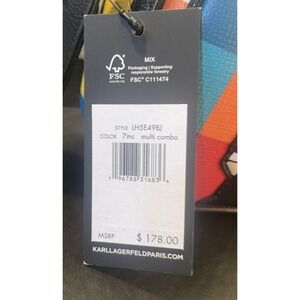 MIX
Packaging | Supporting
responsible forestry
FSC
FSC® C111474
STYLE LH5E49BJ
COLOR 7mc multi combo
MSRP $ 178.00
KARLLAGERFELDPARIS.COM